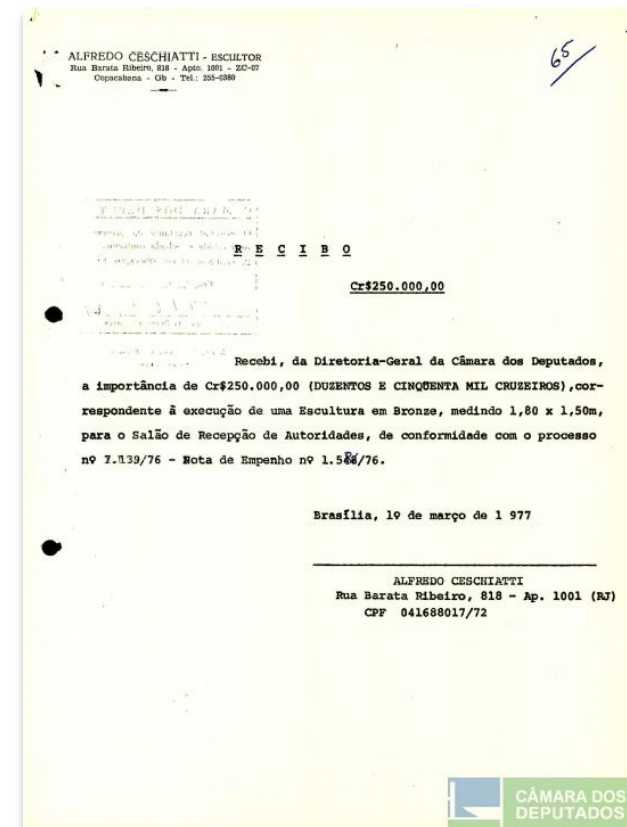 65
ALFREDO CESCHIATTI - ESCULTOR
Rua Barata Ribeiro, 818 - Apto. 1001 - ZC-07
Copacabana - Gb - Tel.: 255-0380
R E C I B O
Cr$250.000,00
Recebi, da Diretoria-Geral da Câmara dos Deputados,
a importância de Cr$250.000,00 (DUZENTOS E CINQÜENTA MIL CRUZEIROS),cor-
respondente à execução de uma Escultura em Bronze, medindo 1,80 x 1,50m,
para o Salão de Recepção de Autoridades, de conformidade com o processo
nº /76 - Nota de Empenho nº /76.
Brasília, 1º de março de 1 977
ALFREDO CESCHIATTI
Rua Barata Ribeiro, 818 - Ap. 1001 (RJ)
CPF 041688017/72
CÂMARA DOS
DEPUTADOS